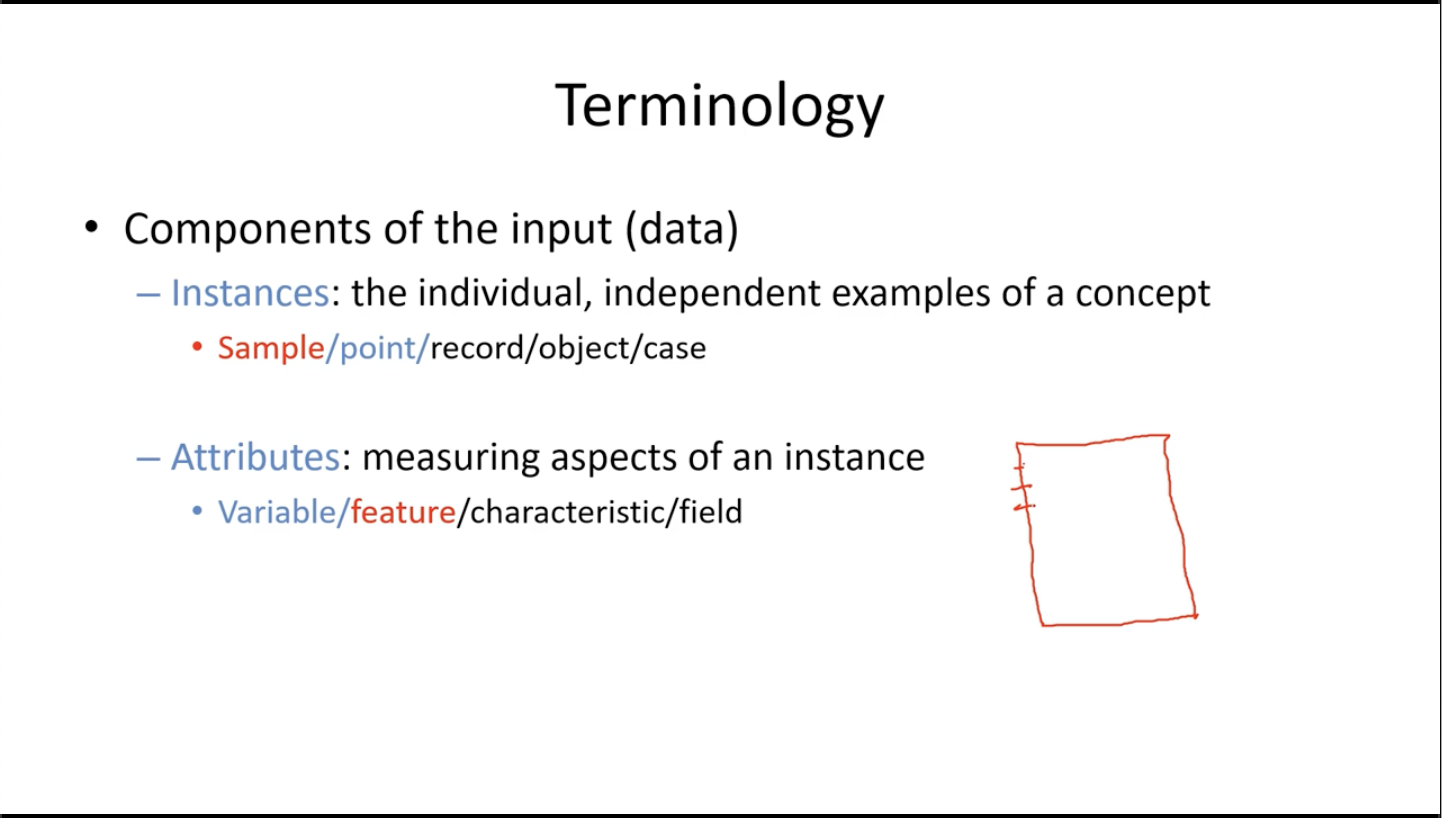 Terminology
• Components of the input (data)
– Instances: the individual, independent examples of a concept
• Sample/point/record/object/case
– Attributes: measuring aspects of an instance
• Variable/feature/characteristic/field